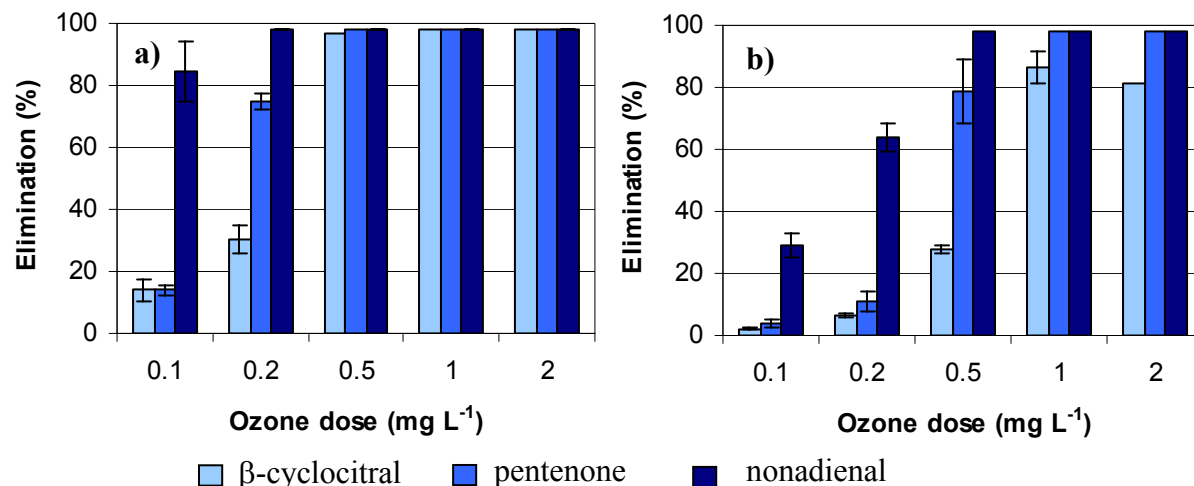 a)
Elimination (%)
100
80
60
40
20
0
0.1 0.2 0.5 1 2
Ozone dose (mg L⁻¹)
b)
Elimination (%)
100
80
60
40
20
0
0.1 0.2 0.5 1 2
Ozone dose (mg L⁻¹)
β-cyclocitral pentenone nonadienal